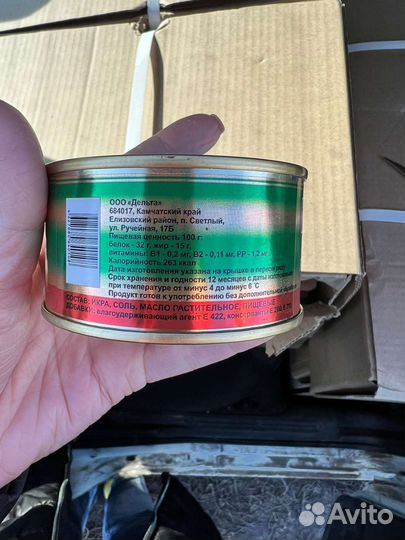 ООО «Дельта»
684017, Камчатский край
Елизовский район, п. Светлый,
ул. Ручейная, 17Б
Пищевая ценность 100 г:
белок - 32 г, жир - 15 г,
витамины: В1 - 0,2 мг, В2 - 0,11 мг, РР - 1,2 мг
Калорийность 263 ккал
Дата изготовления указана на крышке в первом ряду
Срок хранения и годности 12 месяцев с даты изготовления
при температуре от минус 4 до минус 6 °С
Продукт готов к употреблению без дополнительной
СОСТАВ: ИКРА, СОЛЬ, МАСЛО РАСТИТЕЛЬНОЕ, ПИЩЕВЫЕ
ДОБАВКИ: влагоудерживающий агент Е 422, консерванты Е 200
Avito